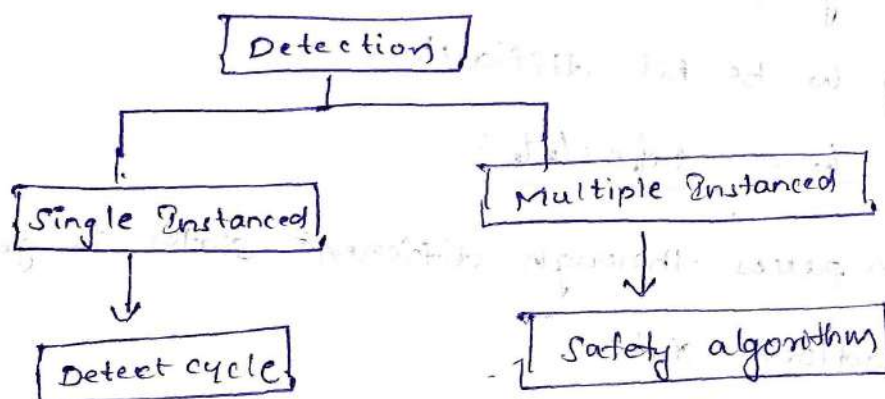 Detection
Single Instanced
Multiple Instanced
Detect cycle
Safety algorithm